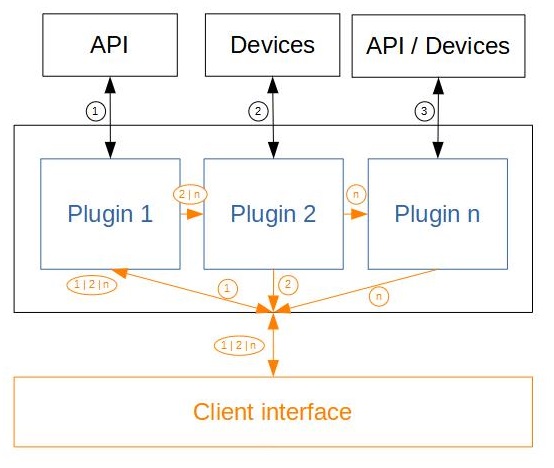 API
Devices
API / Devices
1
2
3
Plugin 1
2 | n
Plugin 2
n
Plugin n
1 | 2 | n
1
2
n
1 | 2 | n
Client interface